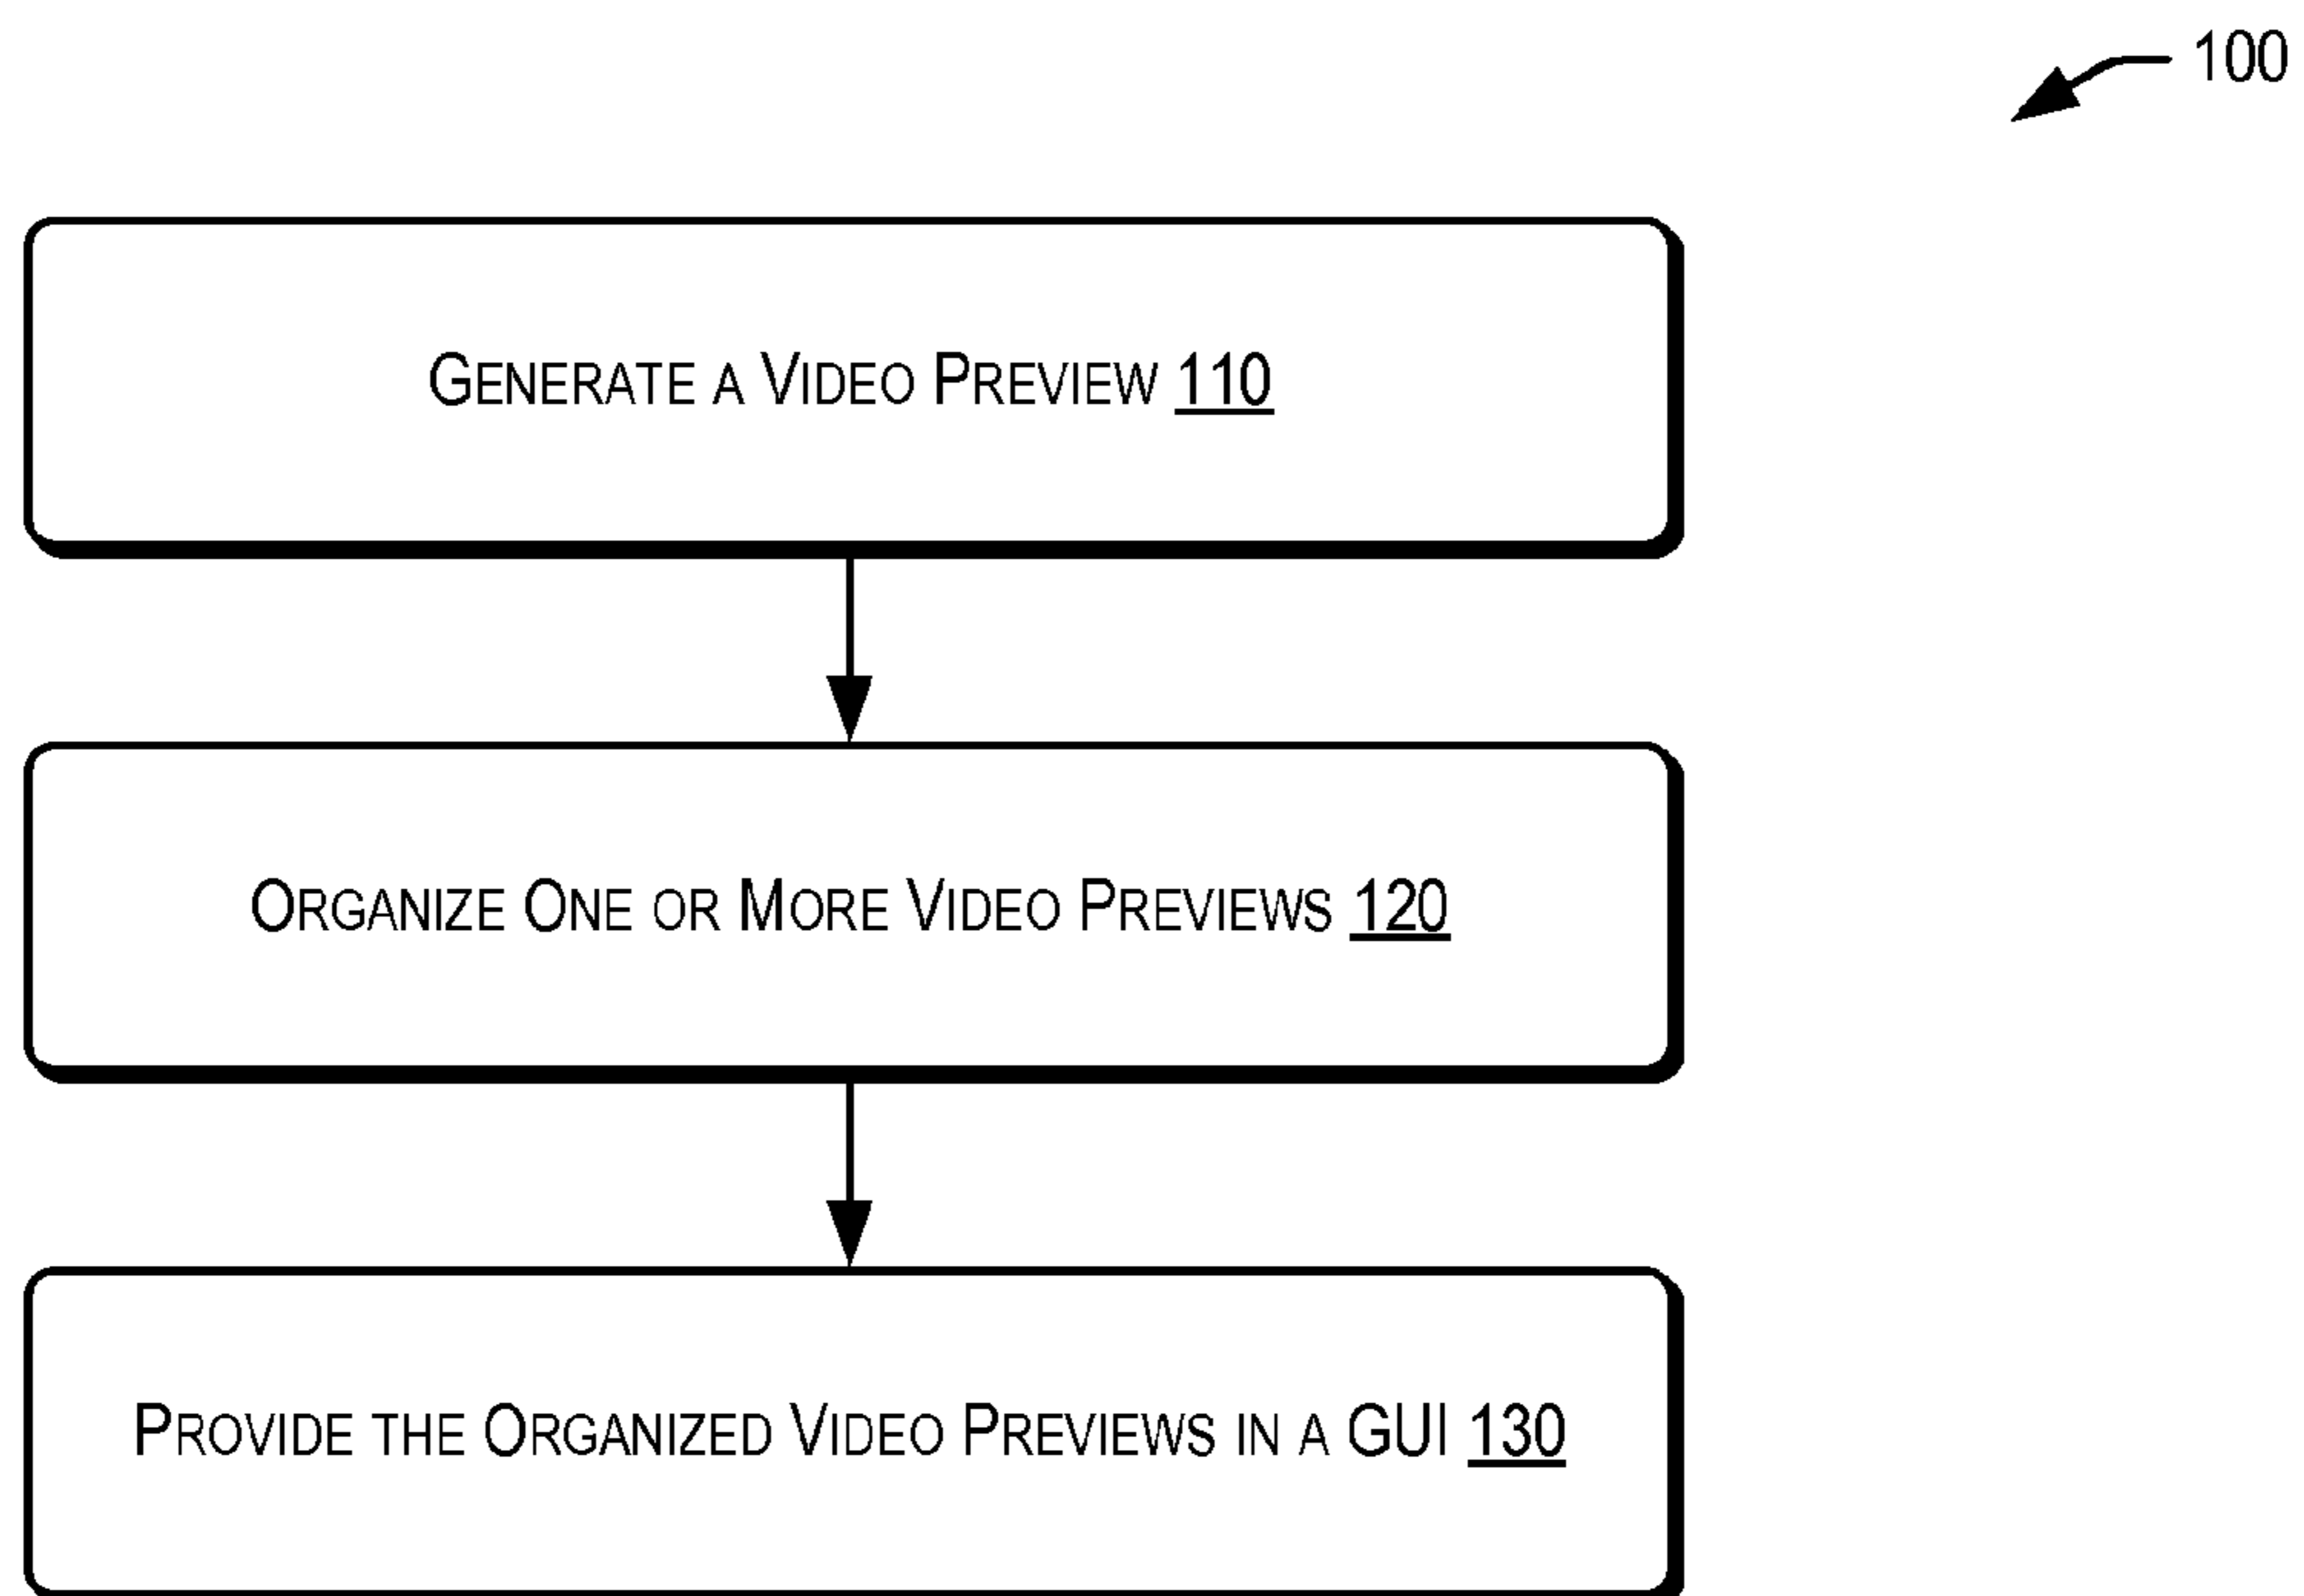 100
GENERATE A VIDEO PREVIEW 110
ORGANIZE ONE OR MORE VIDEO PREVIEWS 120
PROVIDE THE ORGANIZED VIDEO PREVIEWS IN A GUI 130